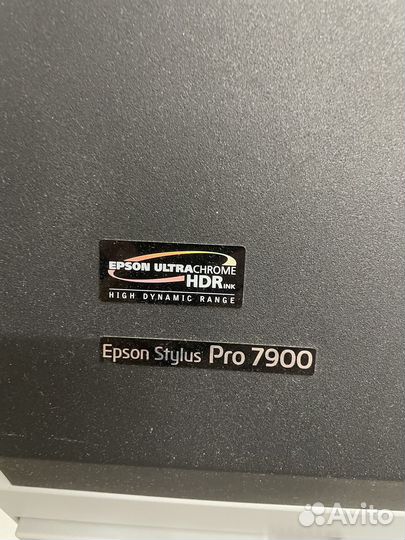 EPSON ULTRACHROME
HDR INK
HIGH DYNAMIC RANGE
Epson Stylus Pro 7900
Avito